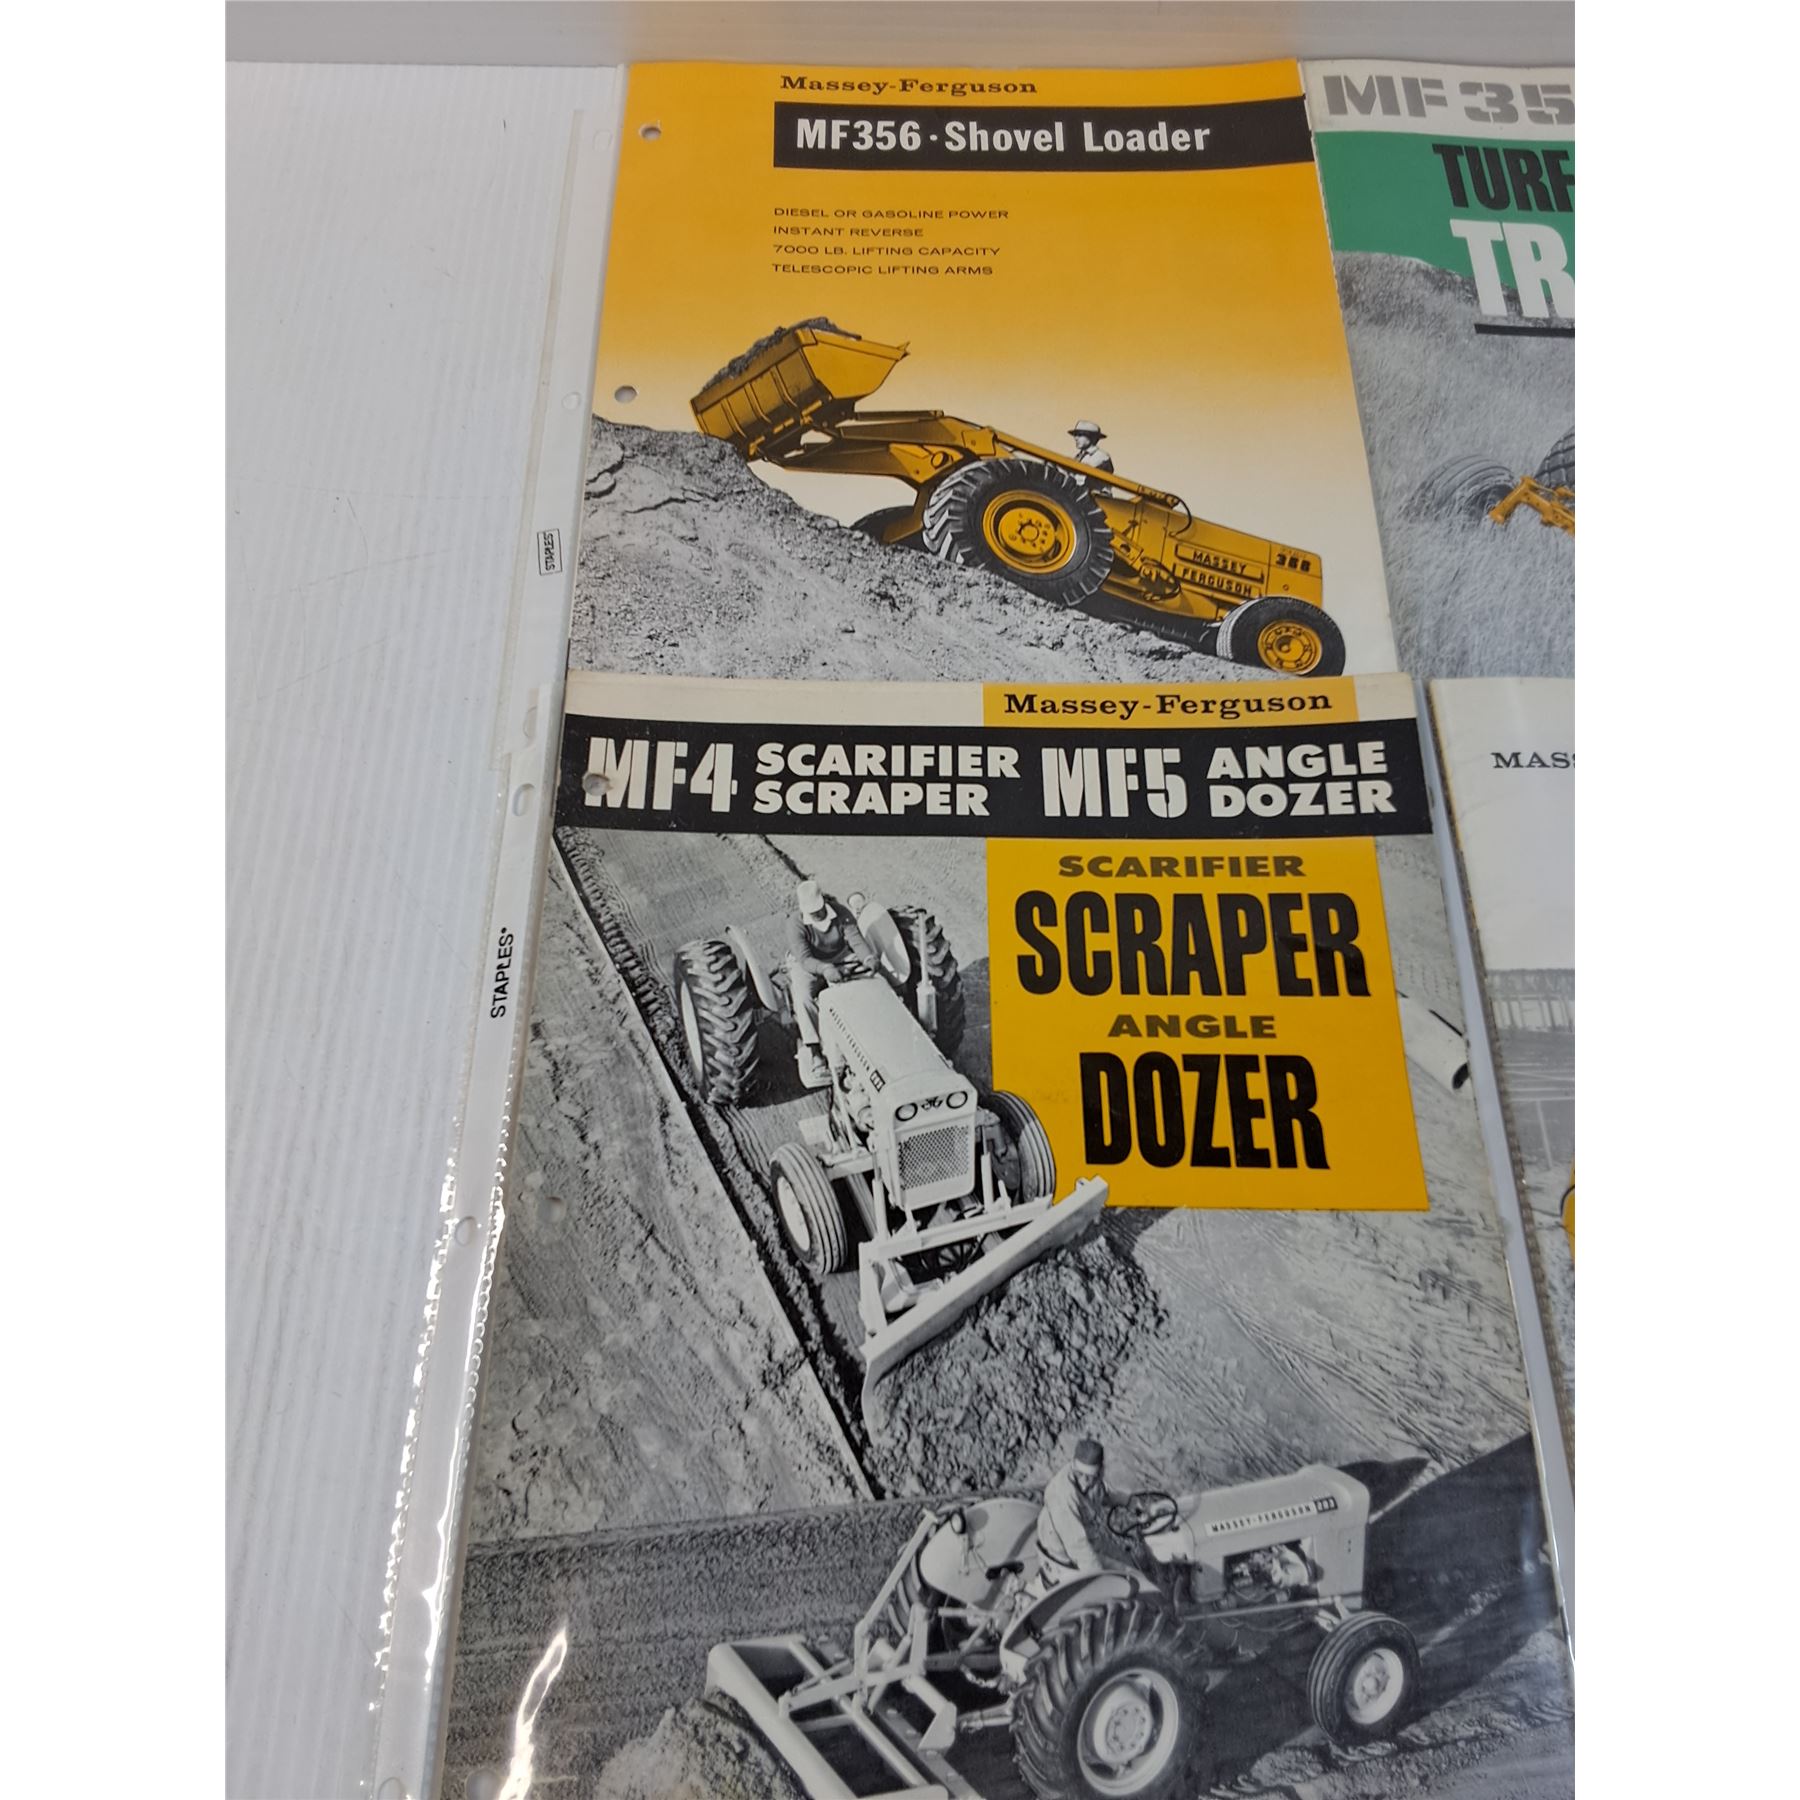 Massey-Ferguson
MF356 · Shovel Loader
DIESEL OR GASOLINE POWER
INSTANT REVERSE
7000 LB. LIFTING CAPACITY
TELESCOPIC LIFTING ARMS
MASSEY
FERGUSON
356
MF35
TURF
TR
STAPLES
Massey-Ferguson
MF4 SCARIFIER SCRAPER MF5 ANGLE DOZER
SCARIFIER
SCRAPER
ANGLE
DOZER
MASS
STAPLES
MASSEY-FERGUSON
MASSEY-FERGUSON